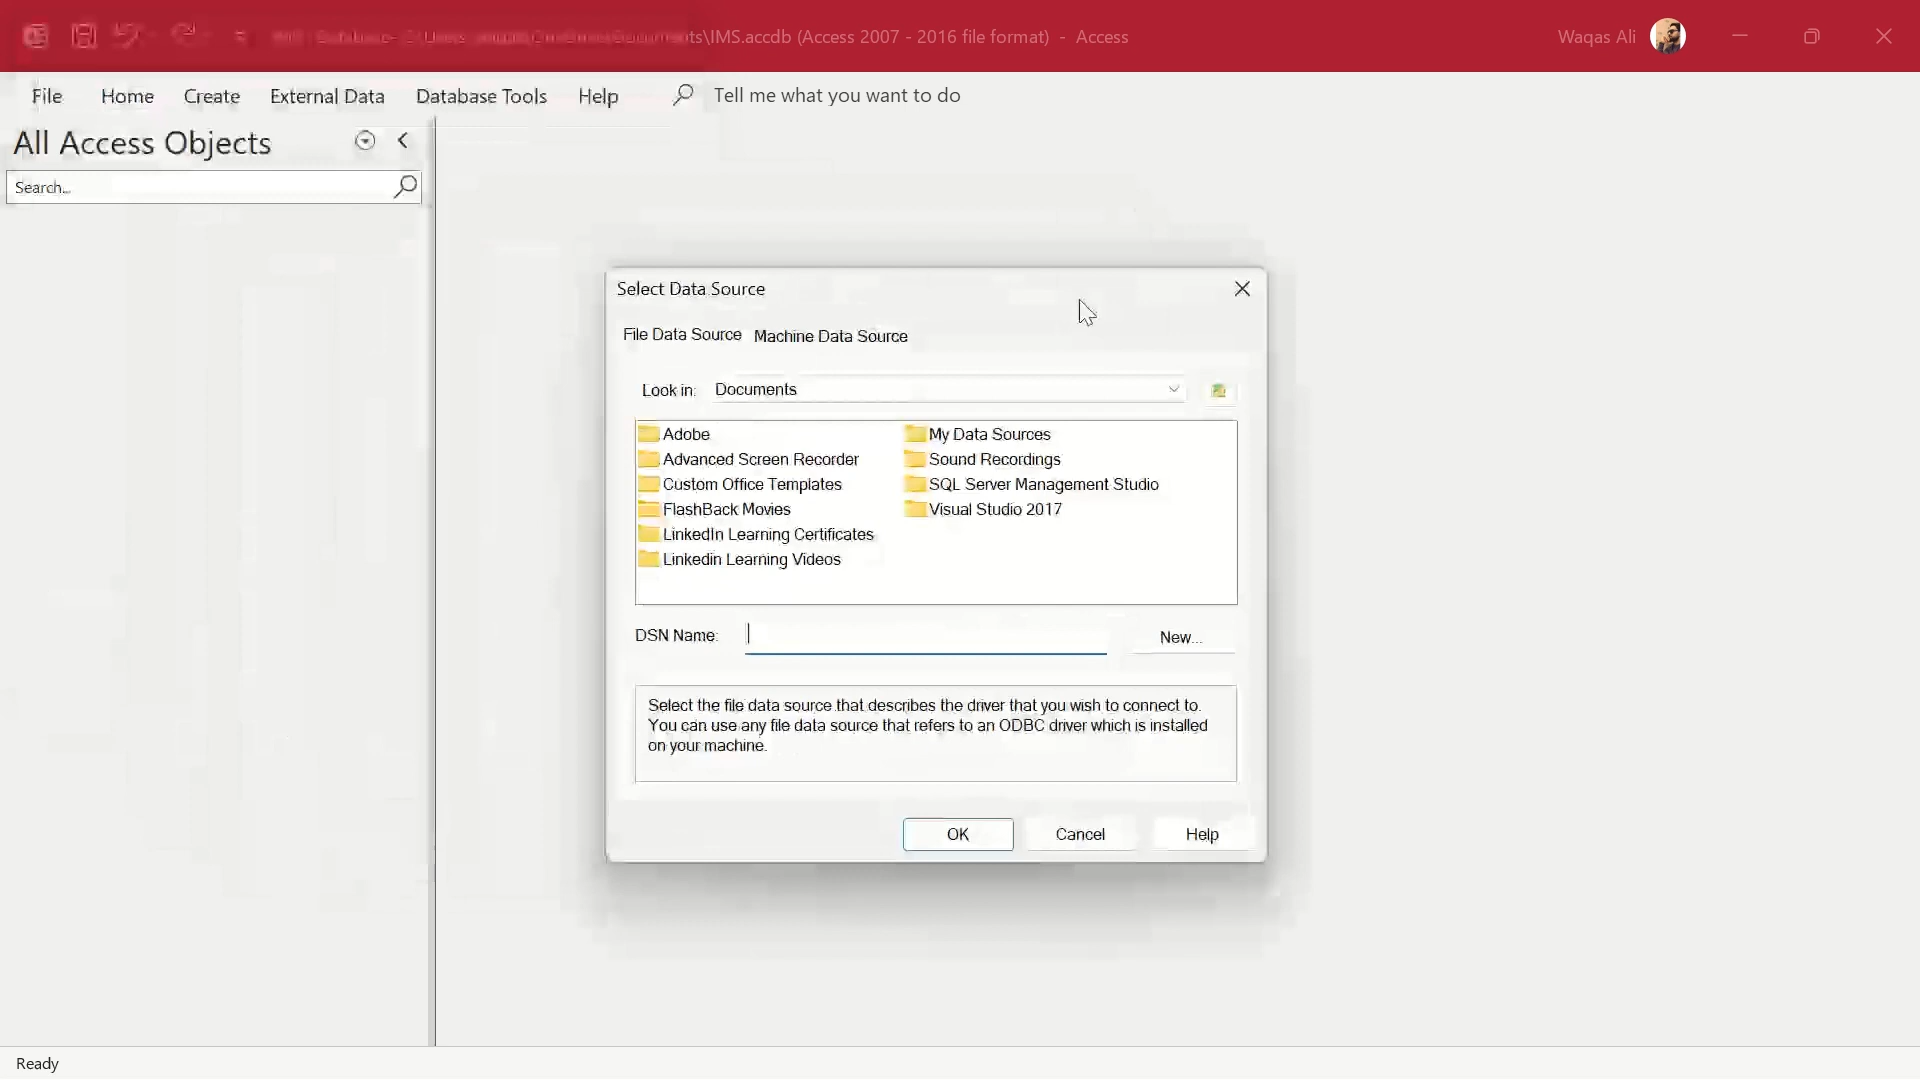 ts\IMS.accdb (Access 2007 - 2016 file format) - Access
Waqas Ali
File Home Create External Data Database Tools Help Tell me what you want to do
All Access Objects
Search...
Select Data Source
File Data Source Machine Data Source
Look in: Documents
Adobe
Advanced Screen Recorder
Custom Office Templates
FlashBack Movies
LinkedIn Learning Certificates
Linkedin Learning Videos
My Data Sources
Sound Recordings
SQL Server Management Studio
Visual Studio 2017
DSN Name: New...
Select the file data source that describes the driver that you wish to connect to.
You can use any file data source that refers to an ODBC driver which is installed
on your machine.
OK Cancel Help
Ready